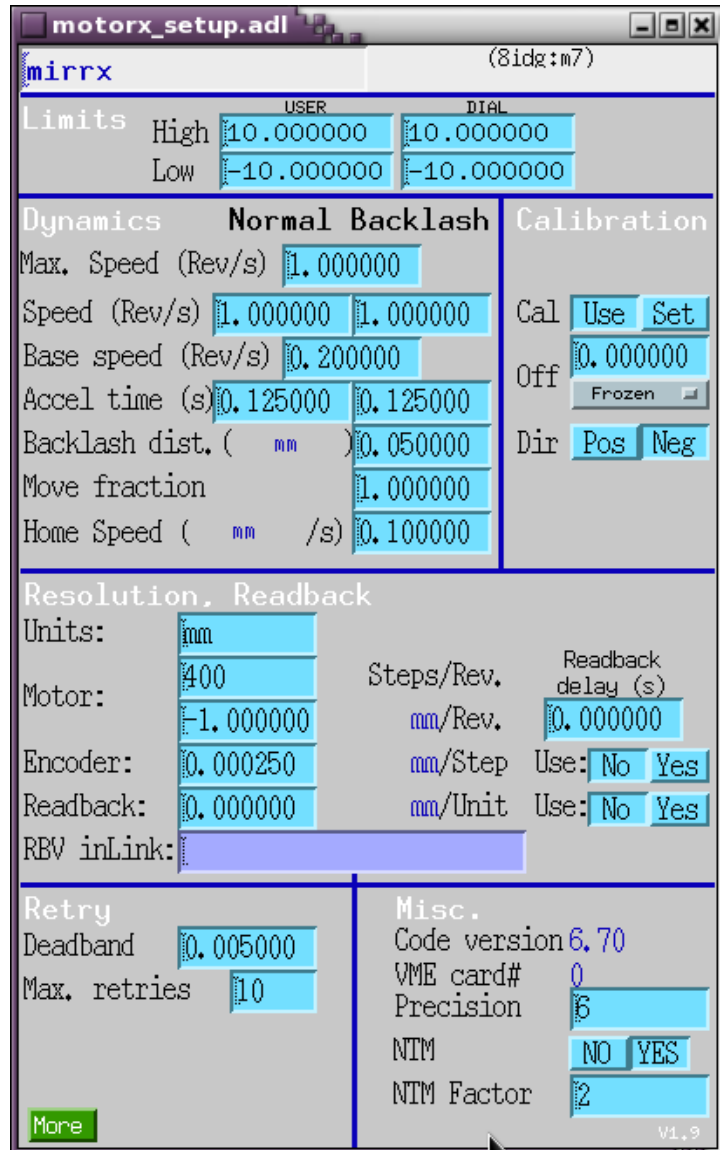 motorx_setup.adl
mirrx (8idg:m7)
Limits USER DIAL
High 10.000000 10.000000
Low -10.000000 -10.000000
Dynamics Normal Backlash
Max. Speed (Rev/s) 1.000000
Speed (Rev/s) 1.000000 1.000000
Base speed (Rev/s) 0.200000
Accel time (s) 0.125000 0.125000
Backlash dist. ( mm ) 0.050000
Move fraction 1.000000
Home Speed ( mm /s) 0.100000
Calibration
Cal Use Set
Off 0.000000
Frozen
Dir Pos Neg
Resolution, Readback
Units: mm
Motor: 400 Steps/Rev.
-1.000000 mm/Rev.
Readback
delay (s)
0.000000
Encoder: 0.000250 mm/Step Use: No Yes
Readback: 0.000000 mm/Unit Use: No Yes
RBV inLink:
Retry
Deadband 0.005000
Max. retries 10
More
Misc.
Code version 6.70
VME card# 0
Precision 6
NTM NO YES
NTM Factor 2
V1.9